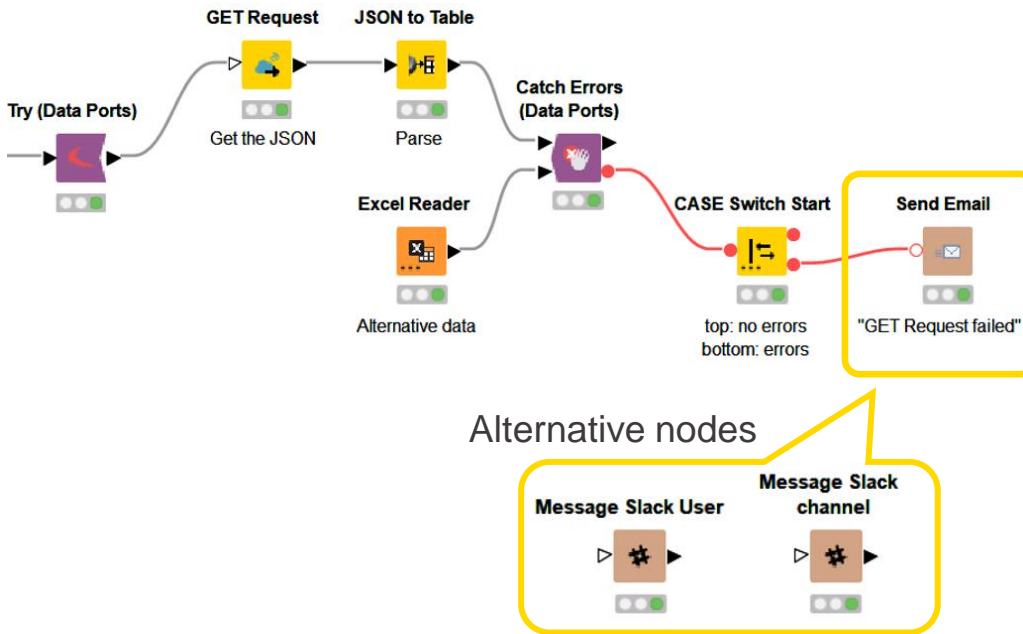 GET Request
JSON to Table
Try (Data Ports)
Get the JSON
Parse
Catch Errors
(Data Ports)
Excel Reader
Alternative data
CASE Switch Start
top: no errors
bottom: errors
Send Email
"GET Request failed"
Alternative nodes
Message Slack User
Message Slack
channel